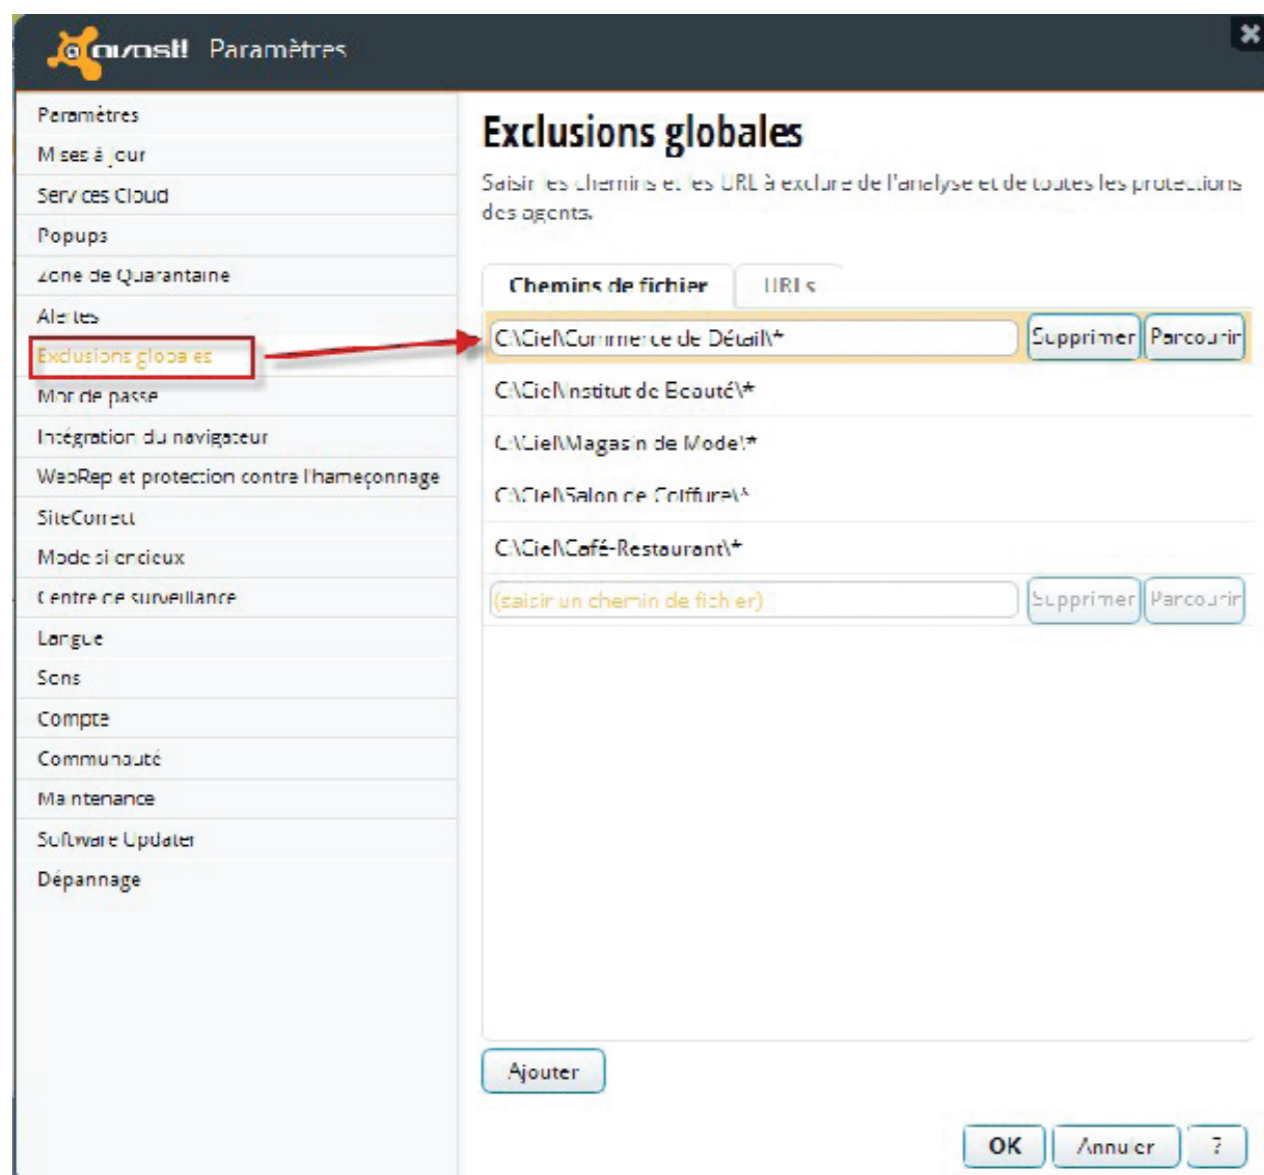 avast! Paramètres
Paramètres
Mises à jour
Services Cloud
Popups
Zone de Quarantaine
Alertes
Exclusions globales
Mot de passe
Intégration du navigateur
WebRep et protection contre l'hameçonnage
SiteCorrect
Mode silencieux
Centre de surveillance
Langue
Sons
Compte
Communauté
Maintenance
Software Updater
Dépannage
Exclusions globales
Saisir les chemins et les URL à exclure de l'analyse et de toutes les protections
des agents.
Chemins de fichier URLs
C:\Ciel\Commerce de Détail\* Supprimer Parcourir
C:\Ciel\Institut de Beauté\*
C:\Ciel\Magasin de Mode\*
C:\Ciel\Salon de Coiffure\*
C:\Ciel\Café-Restaurant\*
(saisir un chemin de fichier) Supprimer Parcourir
Ajouter
OK Annuler ?